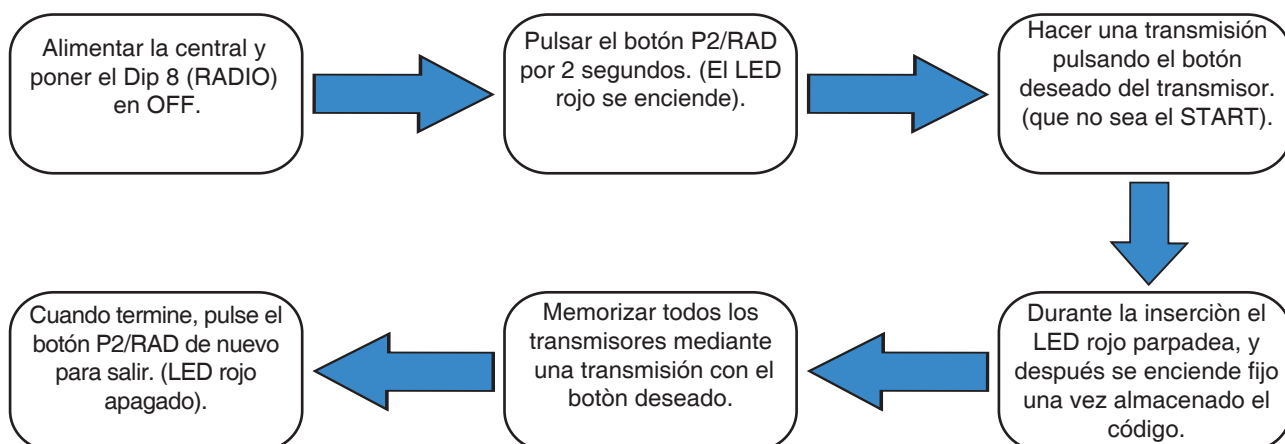 Alimentar la central y
poner el Dip 8 (RADIO)
en OFF.
Pulsar el botón P2/RAD
por 2 segundos. (El LED
rojo se enciende).
Hacer una transmisión
pulsando el botón
deseado del transmisor.
(que no sea el START).
Durante la inserciòn el
LED rojo parpadea, y
después se enciende fijo
una vez almacenado el
código.
Memorizar todos los
transmisores mediante
una transmisión con el
botòn deseado.
Cuando termine, pulse el
botón P2/RAD de nuevo
para salir. (LED rojo
apagado).